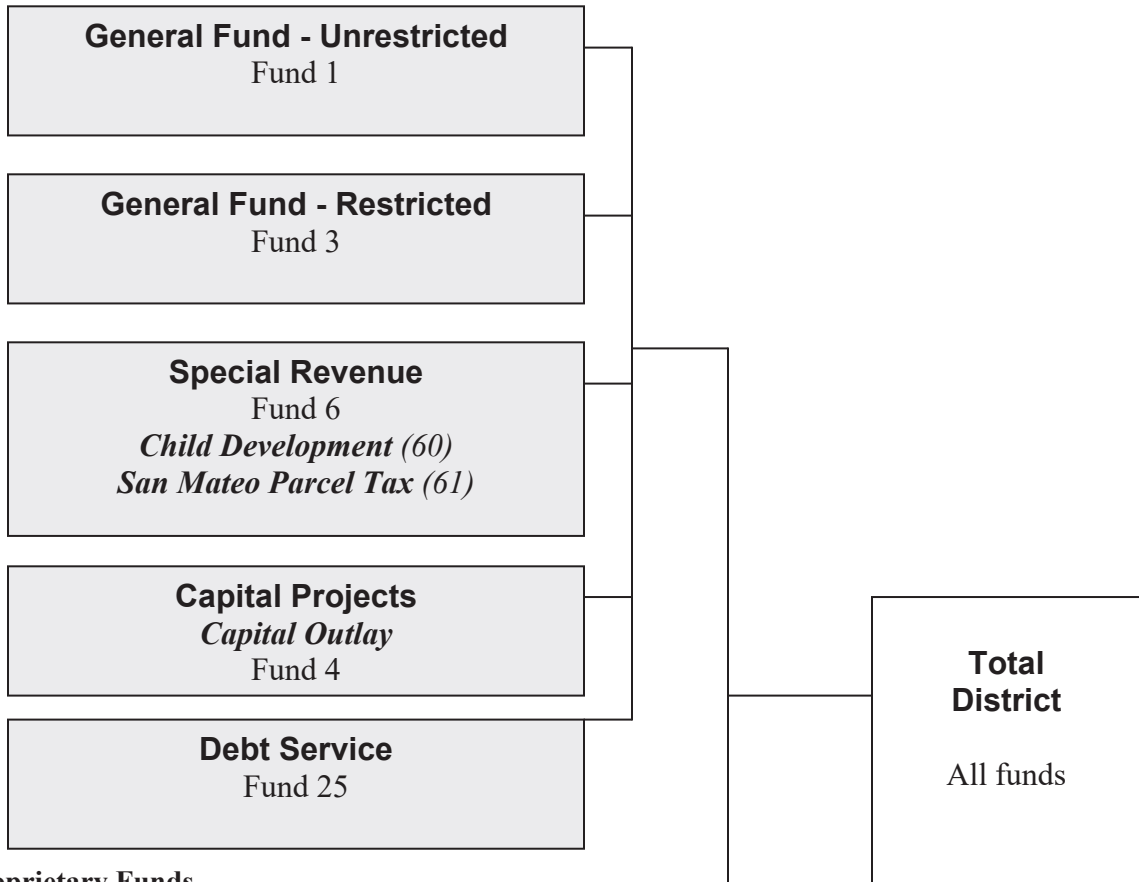 General Fund - Unrestricted
Fund 1
General Fund - Restricted
Fund 3
Special Revenue
Fund 6
Child Development (60)
San Mateo Parcel Tax (61)
Capital Projects
Capital Outlay
Fund 4
Debt Service
Fund 25
Total
District
All funds
Funds